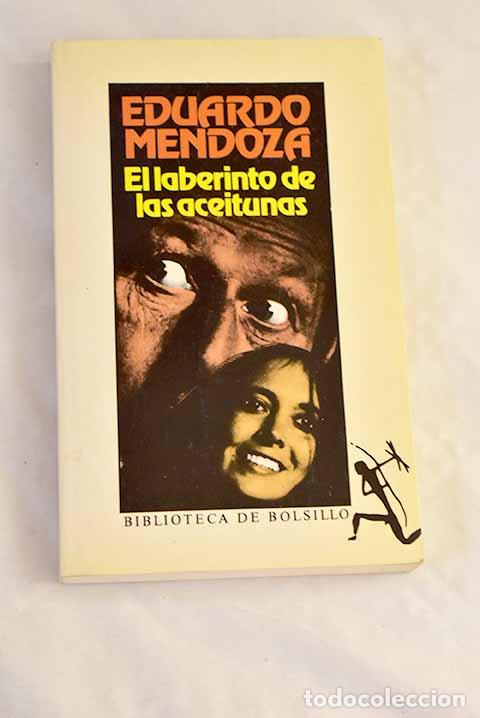 EDUARDO
MENDOZA
El laberinto de
las aceitunas
BIBLIOTECA DE BOLSILLO
todocoleccion